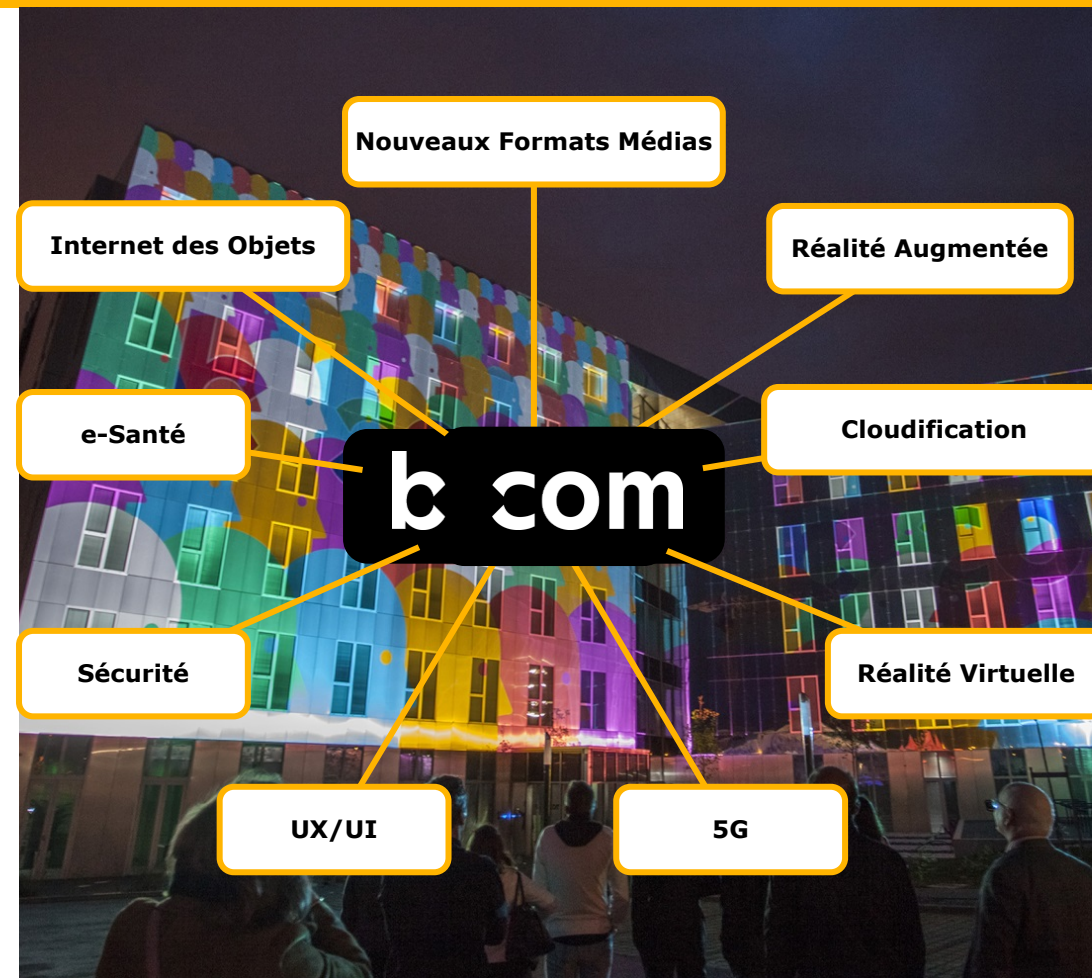 Nouveaux Formats Médias
Internet des Objets
Réalité Augmentée
e-Santé
Cloudification
b com
Sécurité
Réalité Virtuelle
UX/UI
5G